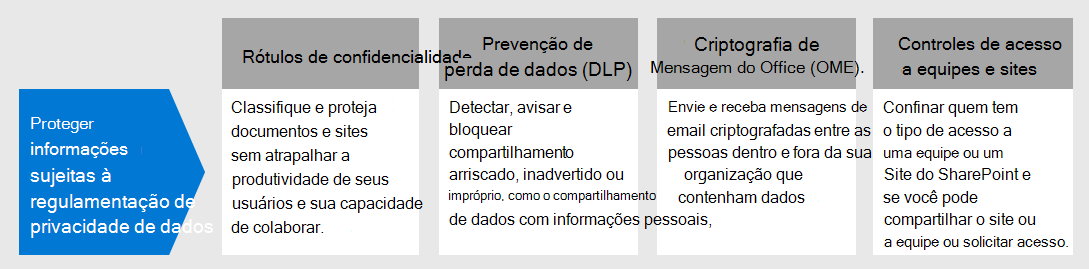 Proteger
informações
sujeitas à
regulamentação de
privacidade de dados
Rótulos de confidencialidade
Classifique e proteja
documentos e sites
sem atrapalhar a
produtividade de seus
usuários e sua capacidade
de colaborar.
Prevenção de
perda de dados (DLP)
Detectar, avisar e
bloquear
compartilhamento
arriscado, inadvertido ou
impróprio, como o compartilhamento
de dados com informações pessoais,
Criptografia de
Mensagem do Office (OME).
Envie e receba mensagens de
email criptografadas entre as
pessoas dentro e fora da sua
organização que
contenham dados
Controles de acesso
a equipes e sites
Confinar quem tem
o tipo de acesso a
uma equipe ou um
Site do SharePoint e
se você pode
compartilhar o site ou
a equipe ou solicitar acesso.